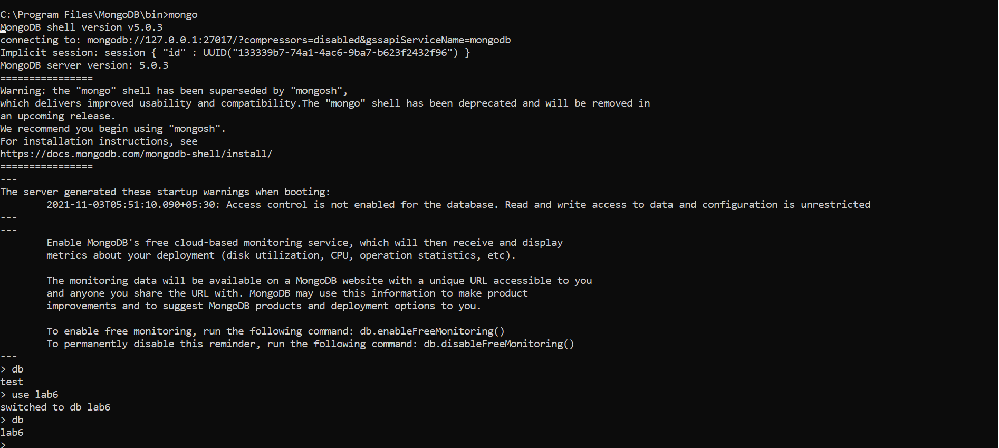 C:\Program Files\MongoDB\bin>mongo
MongoDB shell version v5.0.3
connecting to: mongodb://127.0.0.1:27017/?compressors=disabled&gssapiServiceName=mongodb
Implicit session: session { "id" : UUID("133339b7-74a1-4ac6-9ba7-b623f2432f96") }
MongoDB server version: 5.0.3
================
Warning: the "mongo" shell has been superseded by "mongosh",
which delivers improved usability and compatibility.The "mongo" shell has been deprecated and will be removed in
an upcoming release.
We recommend you begin using "mongosh".
For installation instructions, see
https://docs.mongodb.com/mongodb-shell/install/
================
---
The server generated these startup warnings when booting:
        2021-11-03T05:51:10.090+05:30: Access control is not enabled for the database. Read and write access to data and configuration is unrestricted
---
---
        Enable MongoDB's free cloud-based monitoring service, which will then receive and display
        metrics about your deployment (disk utilization, CPU, operation statistics, etc).

        The monitoring data will be available on a MongoDB website with a unique URL accessible to you
        and anyone you share the URL with. MongoDB may use this information to make product
        improvements and to suggest MongoDB products and deployment options to you.

        To enable free monitoring, run the following command: db.enableFreeMonitoring()
        To permanently disable this reminder, run the following command: db.disableFreeMonitoring()
---
> db
test
> use lab6
switched to db lab6
> db
lab6
>